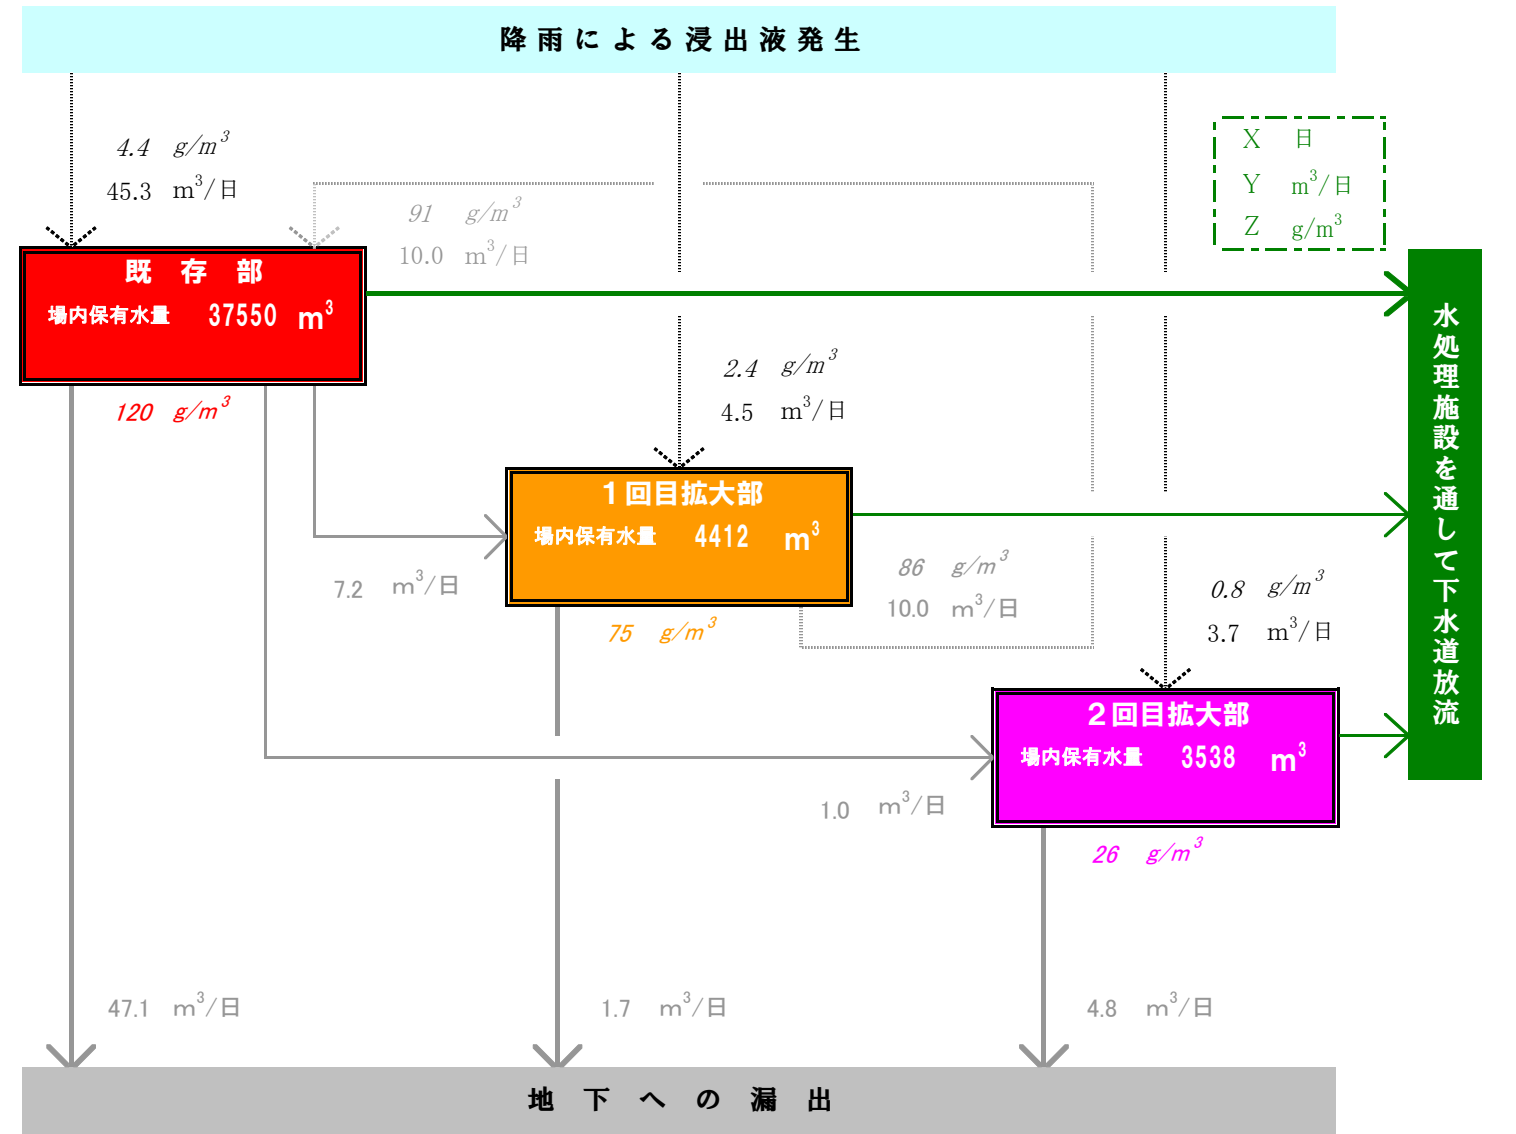 降雨による浸出液発生
4.4 g/m³
45.3 m³/日
X 日
Y m³/日
Z g/m³
91 g/m³
10.0 m³/日
既存部
場内保有水量 37550 m³
120 g/m³
2.4 g/m³
4.5 m³/日
水処理施設を通して下水道放流
1回目拡大部
場内保有水量 4412 m³
7.2 m³/日
75 g/m³
86 g/m³
10.0 m³/日
0.8 g/m³
3.7 m³/日
2回目拡大部
場内保有水量 3538 m³
1.0 m³/日
26 g/m³
47.1 m³/日
1.7 m³/日
4.8 m³/日
地下への漏出